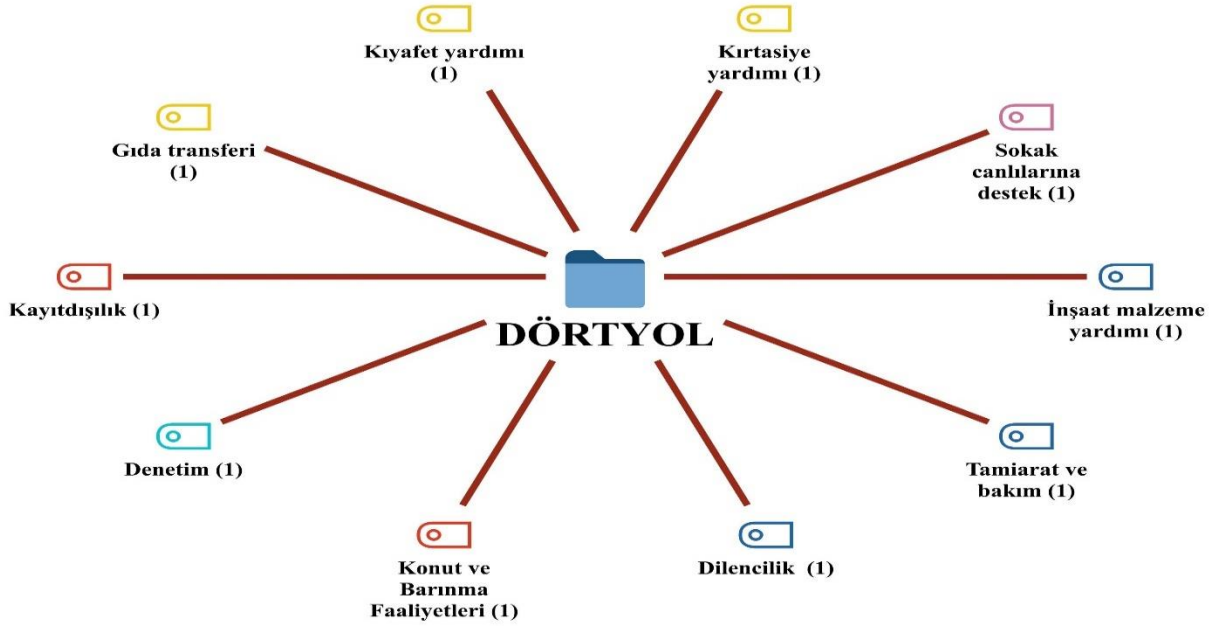 Kıyafet yardımı
(1)
Kırtasiye
yardımı (1)
Gıda transferi
(1)
Sokak
canlılarına
destek (1)
Kayıtdışılık (1)
İnşaat malzeme
yardımı (1)
DÖRTYOL
Denetim (1)
Tamiarat ve
bakım (1)
Konut ve
Barınma
Faaliyetleri (1)
Dilencilik (1)